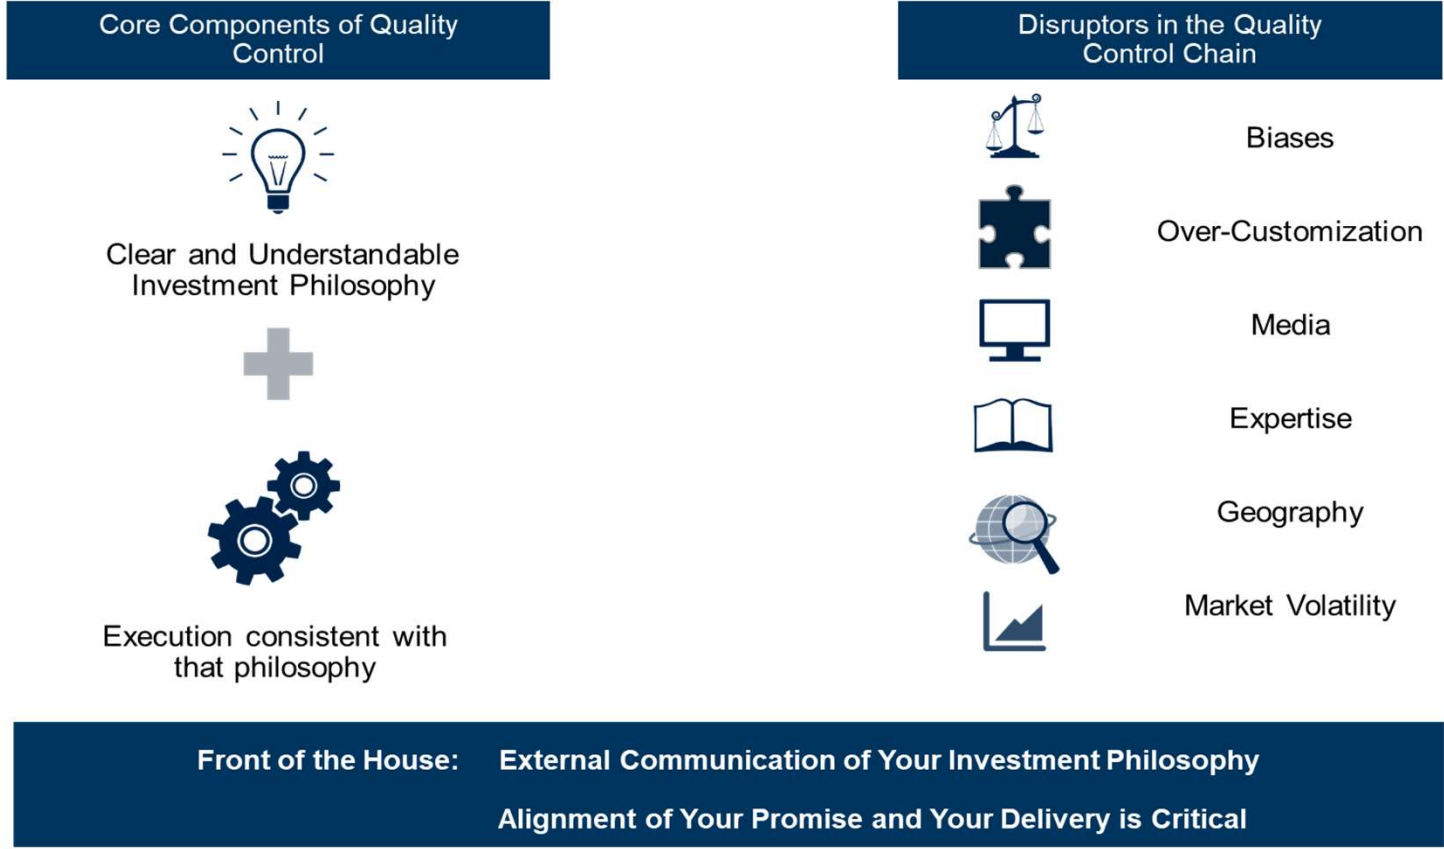 Core Components of Quality
Control
Clear and Understandable
Investment Philosophy
Execution consistent with
that philosophy
Disruptors in the Quality
Control Chain
Biases
Over-Customization
Media
Expertise
Geography
Market Volatility
Front of the House: External Communication of Your Investment Philosophy
Alignment of Your Promise and Your Delivery is Critical